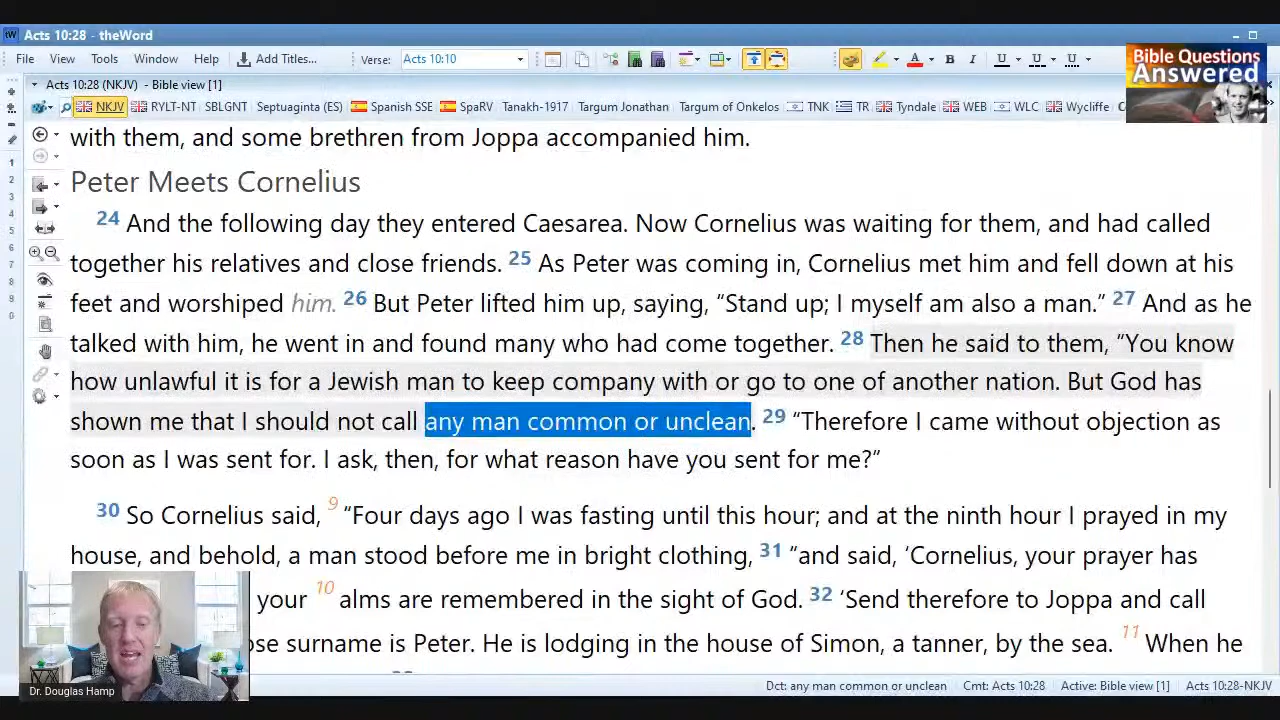 Acts 10:28 - theWord
File View Tools Window Help Add Titles... Verse: Acts 10:10
Bible Questions
Answered
Acts 10:28 (NKJV) - Bible view [1]
NKJV RYLT-NT SBLGNT Septuaginta (ES) Spanish SSE SpaRV Tanakh-1917 Targum Jonathan Targum of Onkelos TNK TR Tyndale WEB WLC Wycliffe
with them, and some brethren from Joppa accompanied him.
Peter Meets Cornelius
24 And the following day they entered Caesarea. Now Cornelius was waiting for them, and had called
together his relatives and close friends. 25 As Peter was coming in, Cornelius met him and fell down at his
feet and worshiped him. 26 But Peter lifted him up, saying, “Stand up; I myself am also a man.” 27 And as he
talked with him, he went in and found many who had come together. 28 Then he said to them, “You know
how unlawful it is for a Jewish man to keep company with or go to one of another nation. But God has
shown me that I should not call any man common or unclean. 29 “Therefore I came without objection as
soon as I was sent for. I ask, then, for what reason have you sent for me?”
30 So Cornelius said, 9 “Four days ago I was fasting until this hour; and at the ninth hour I prayed in my
house, and behold, a man stood before me in bright clothing, 31 “and said, ‘Cornelius, your prayer has
your 10 alms are remembered in the sight of God. 32 ‘Send therefore to Joppa and call
ose surname is Peter. He is lodging in the house of Simon, a tanner, by the sea. 11 When he
Dr. Douglas Hamp
Dct: any man common or unclean Cmt: Acts 10:28 Active: Bible view [1] Acts 10:28-NKJV